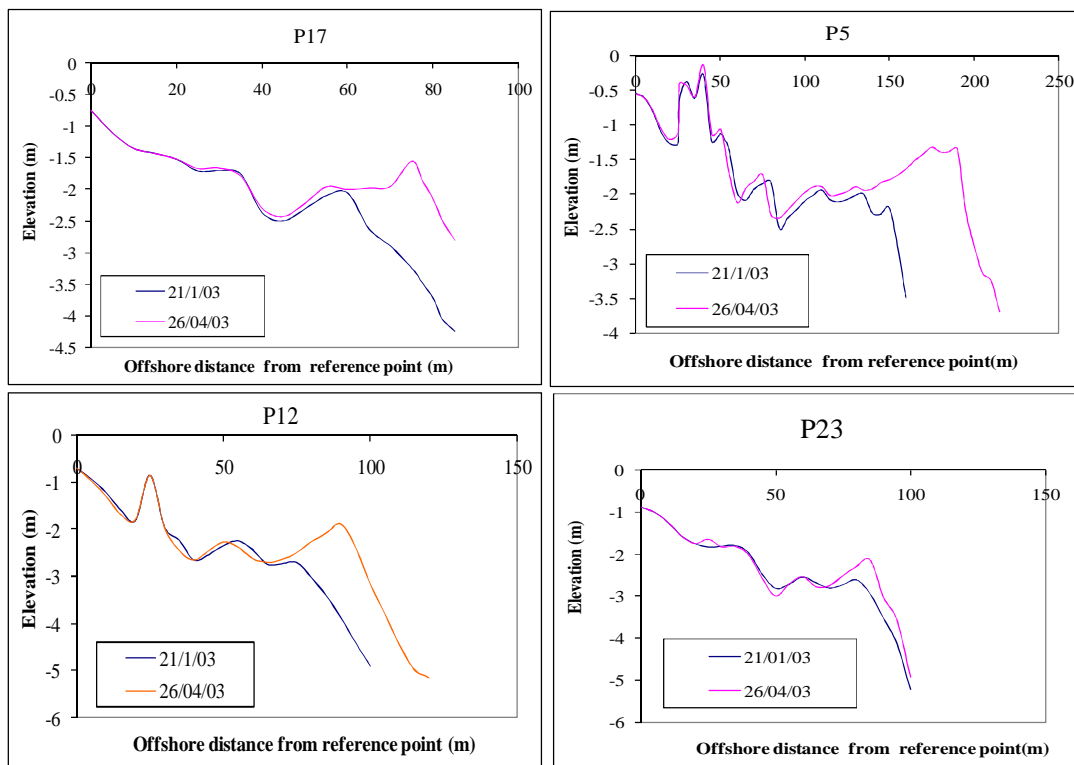 P17
0
-0.5
-1
-1.5
-2
-2.5
-3
-3.5
-4
-4.5
0 20 40 60 80 100
Elevation (m)
21/1/03
26/04/03
Offshore distance from reference point (m)
P5
0
-0.5
-1
-1.5
-2
-2.5
-3
-3.5
-4
0 50 100 150 200 250
Elevation (m)
21/1/03
26/04/03
Offshore distance from reference point(m)
P12
0
-1
-2
-3
-4
-5
-6
0 50 100 150
Elevation (m)
21/1/03
26/04/03
Offshore distance from reference point (m)
P23
0
-1
-2
-3
-4
-5
-6
0 50 100 150
Elevation (m)
21/01/03
26/04/03
Offshore distance from reference point(m)